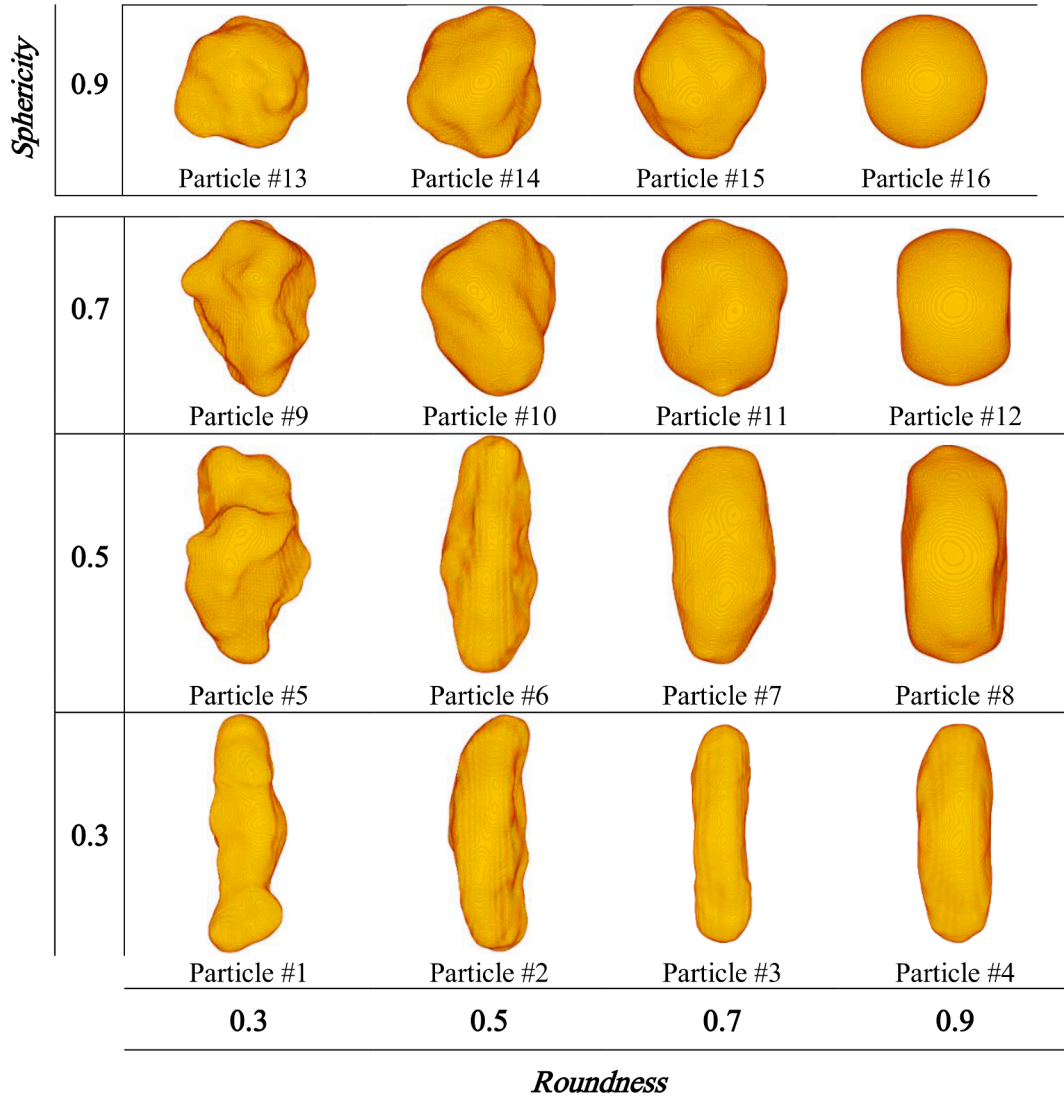 Sphericity
0.9
Particle #13 Particle #14 Particle #15 Particle #16
0.7
Particle #9 Particle #10 Particle #11 Particle #12
0.5
Particle #5 Particle #6 Particle #7 Particle #8
0.3
Particle #1 Particle #2 Particle #3 Particle #4
0.3 0.5 0.7 0.9
Roundness